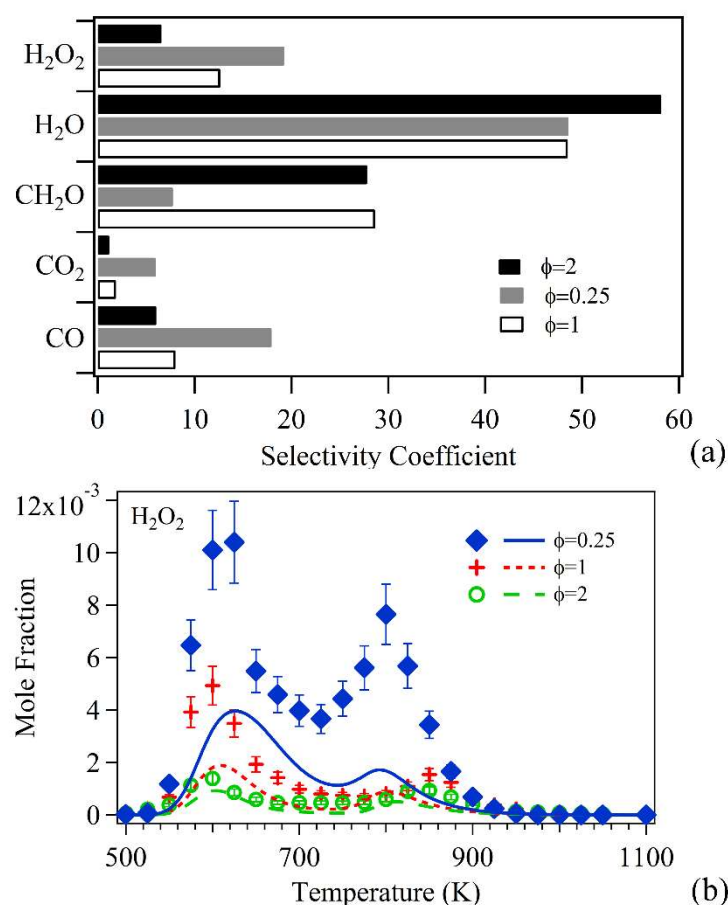 H₂O₂
H₂O
CH₂O
CO₂
CO
ϕ=2
ϕ=0.25
ϕ=1
0 10 20 30 40 50 60
Selectivity Coefficient
(a)
12x10⁻³
10
8
6
4
2
0
Mole Fraction
H₂O₂
ϕ=0.25
ϕ=1
ϕ=2
500 700 900 1100
Temperature (K)
(b)